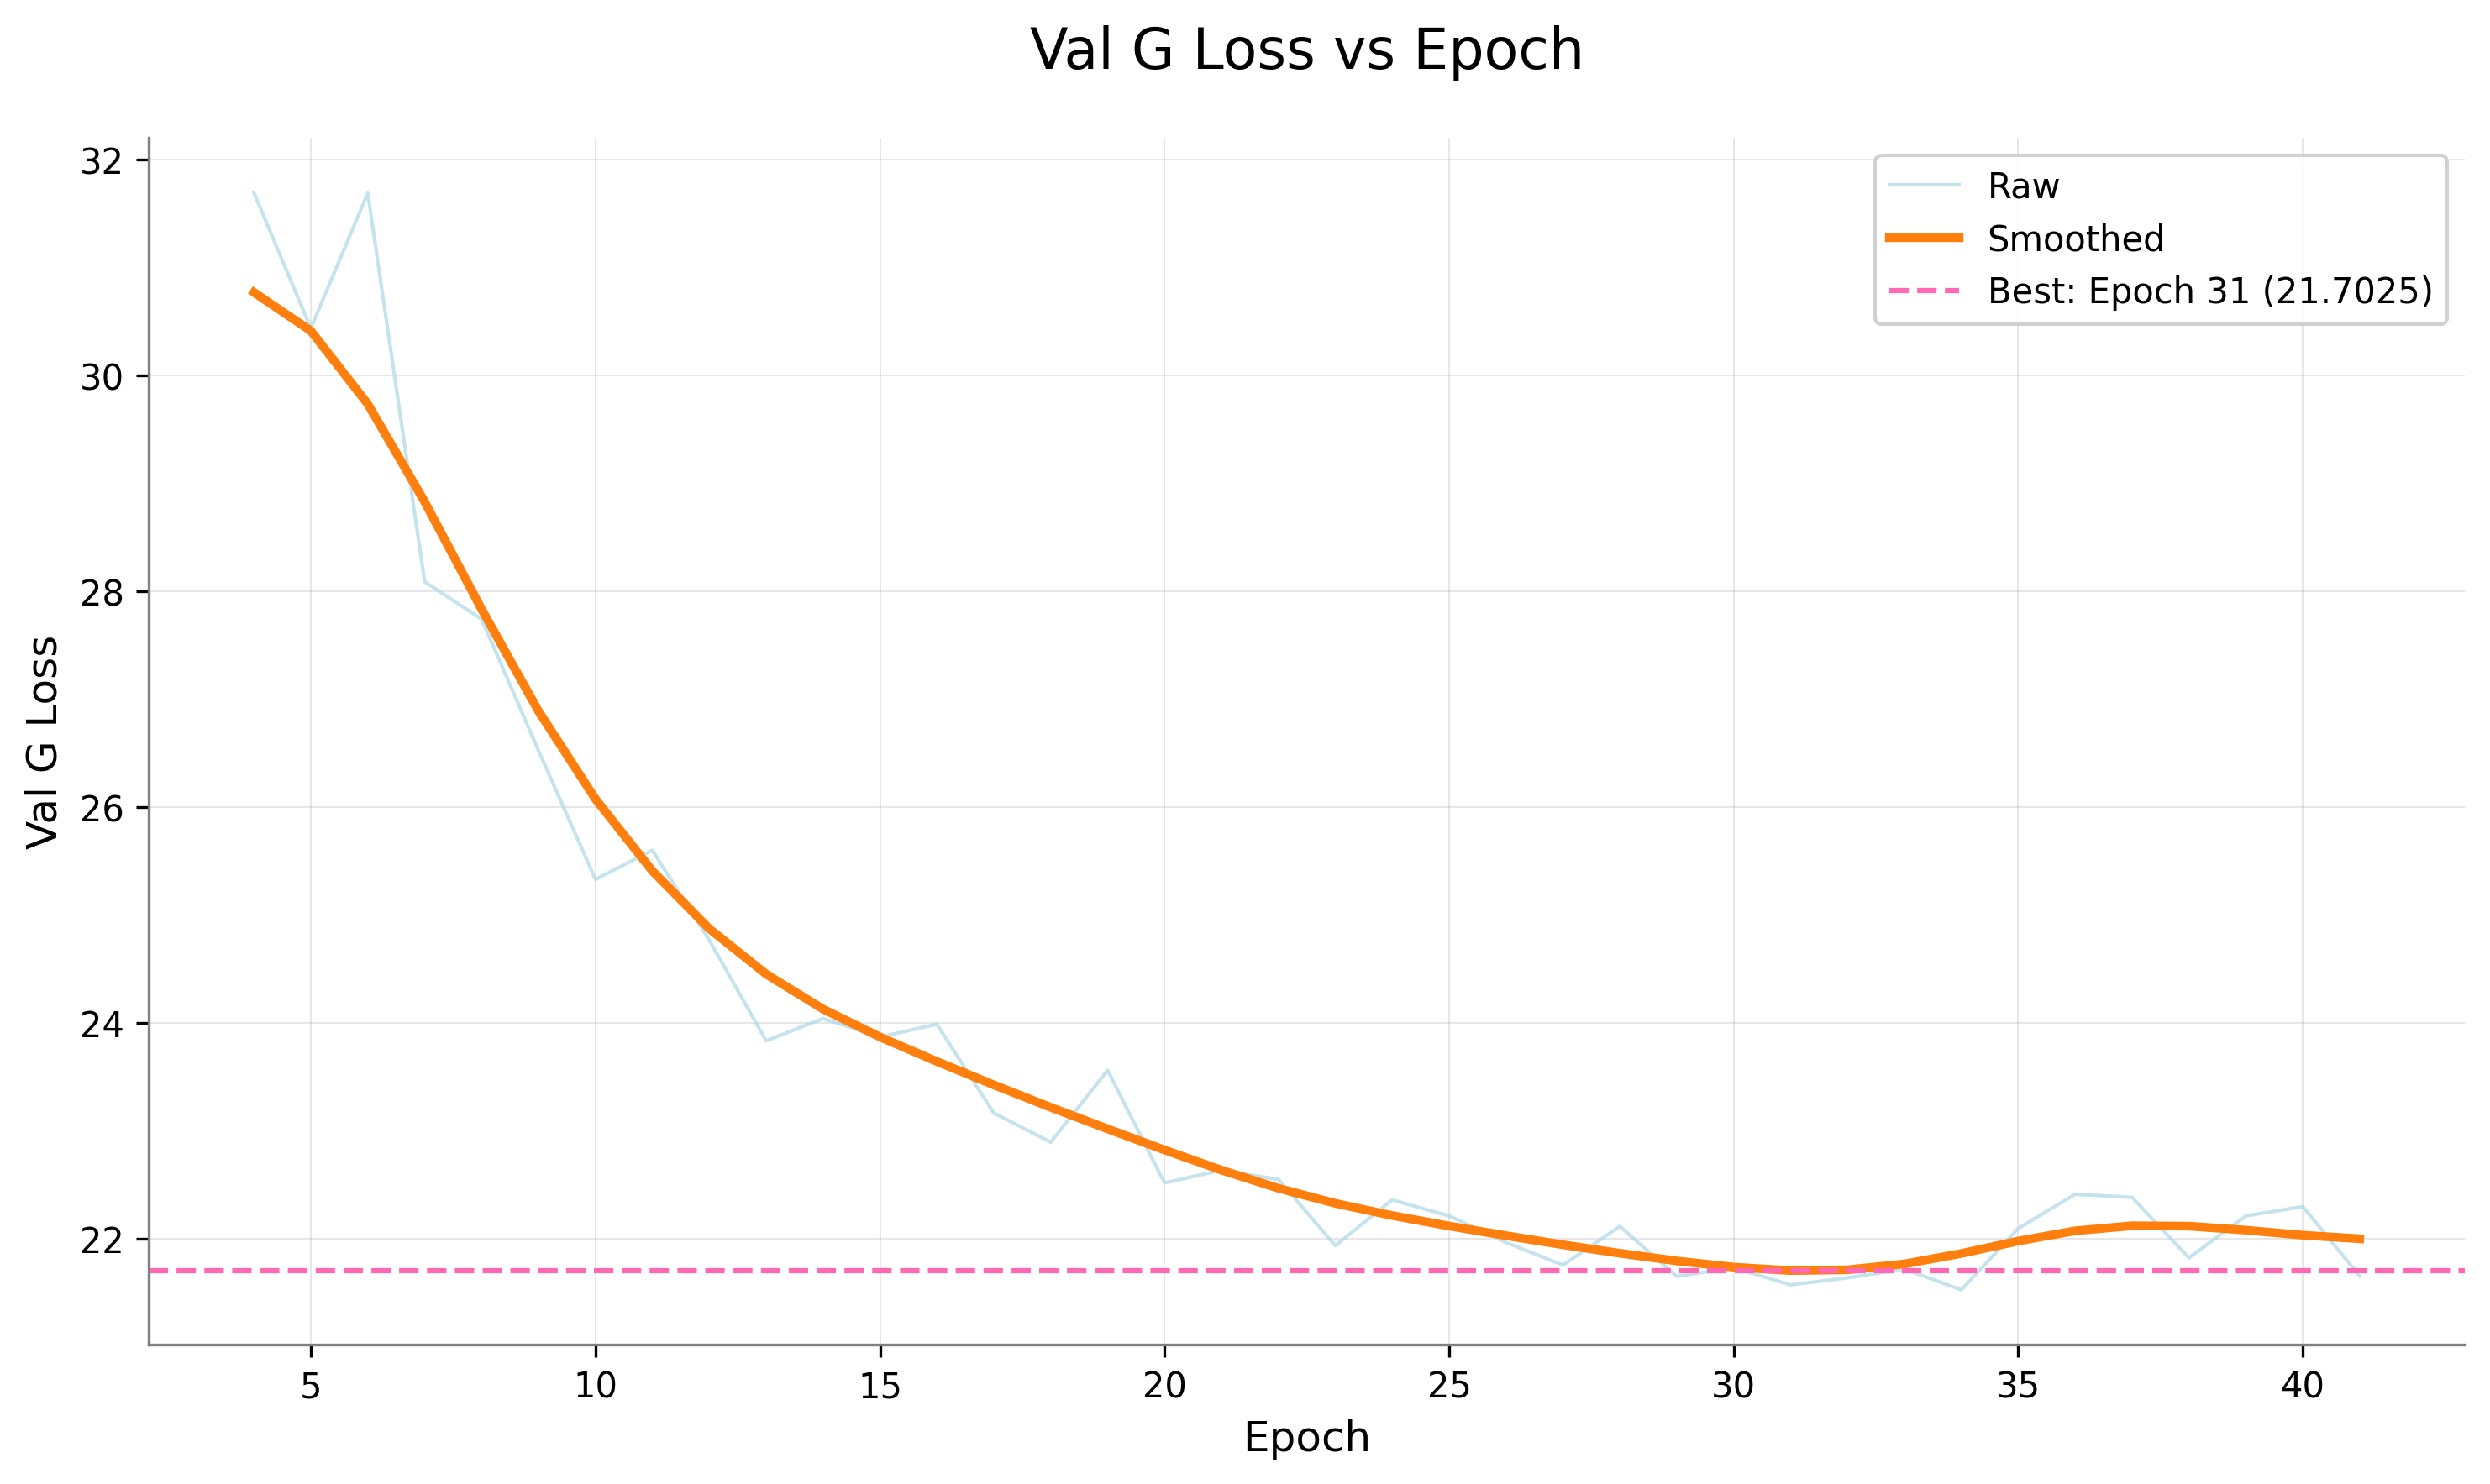 Val G Loss vs Epoch
Raw
Smoothed
Best: Epoch 31 (21.7025)
32
30
28
26
24
22
Val G Loss
5 10 15 20 25 30 35 40
Epoch